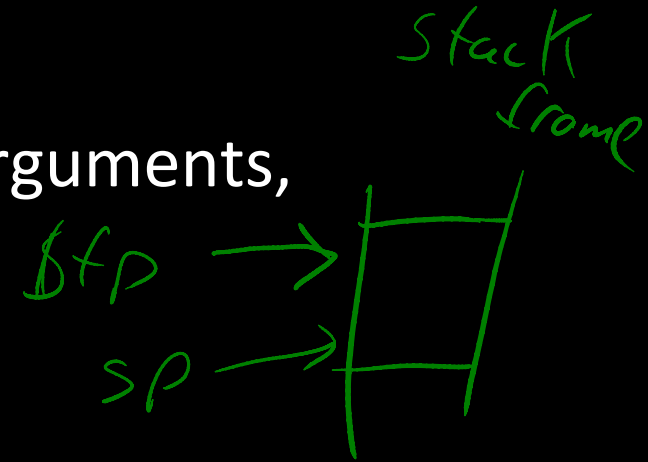 stack
frame
rguments,
$fp
sp